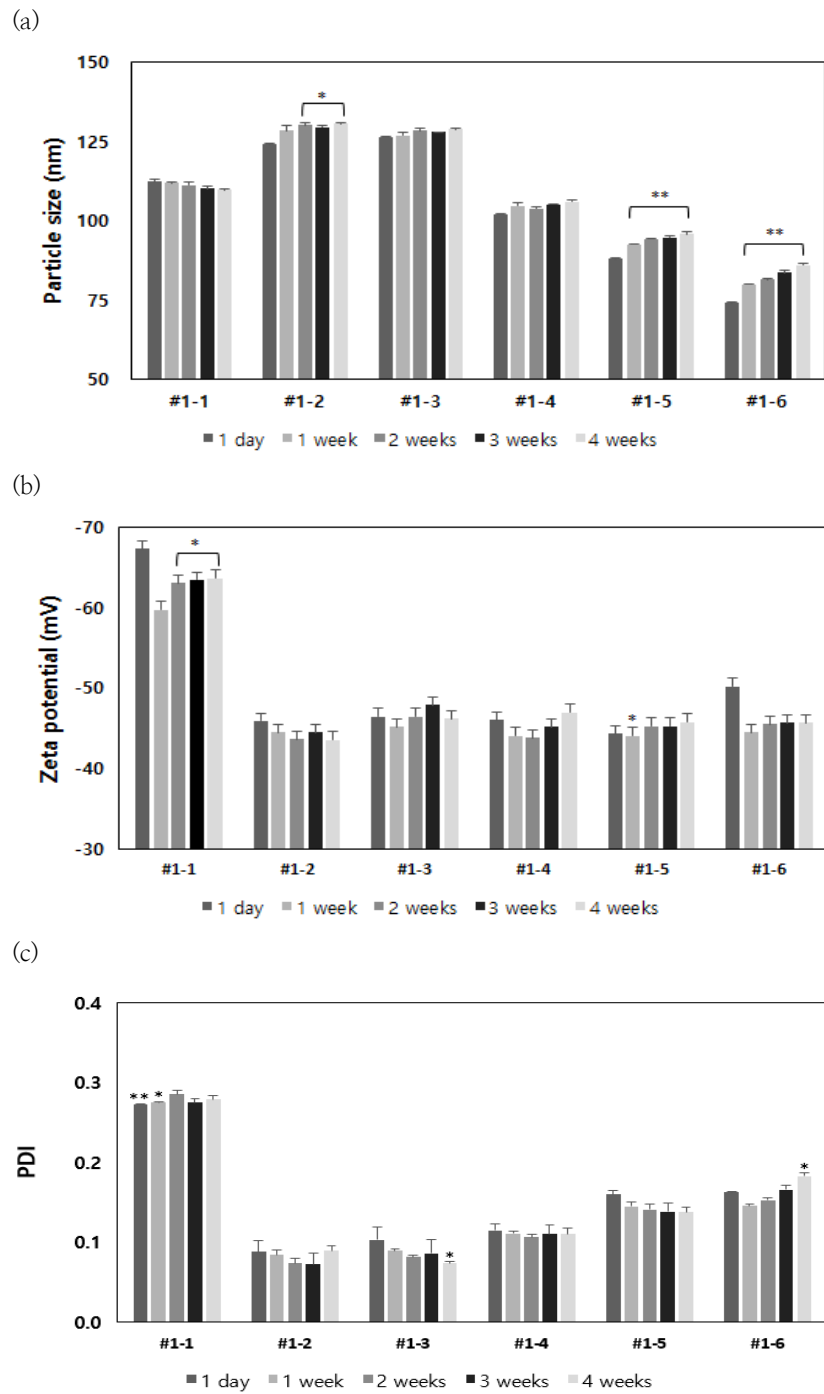 (a)
150
125
100
75
50
Particle size (nm)
*
**
**
#1-1 #1-2 #1-3 #1-4 #1-5 #1-6
1 day 1 week 2 weeks 3 weeks 4 weeks
(b)
-70
-60
-50
-40
-30
Zeta potential (mV)
*
*
#1-1 #1-2 #1-3 #1-4 #1-5 #1-6
1 day 1 week 2 weeks 3 weeks 4 weeks
(c)
0.4
0.3
0.2
0.1
0.0
PDI
** *
*
*
#1-1 #1-2 #1-3 #1-4 #1-5 #1-6
1 day 1 week 2 weeks 3 weeks 4 weeks